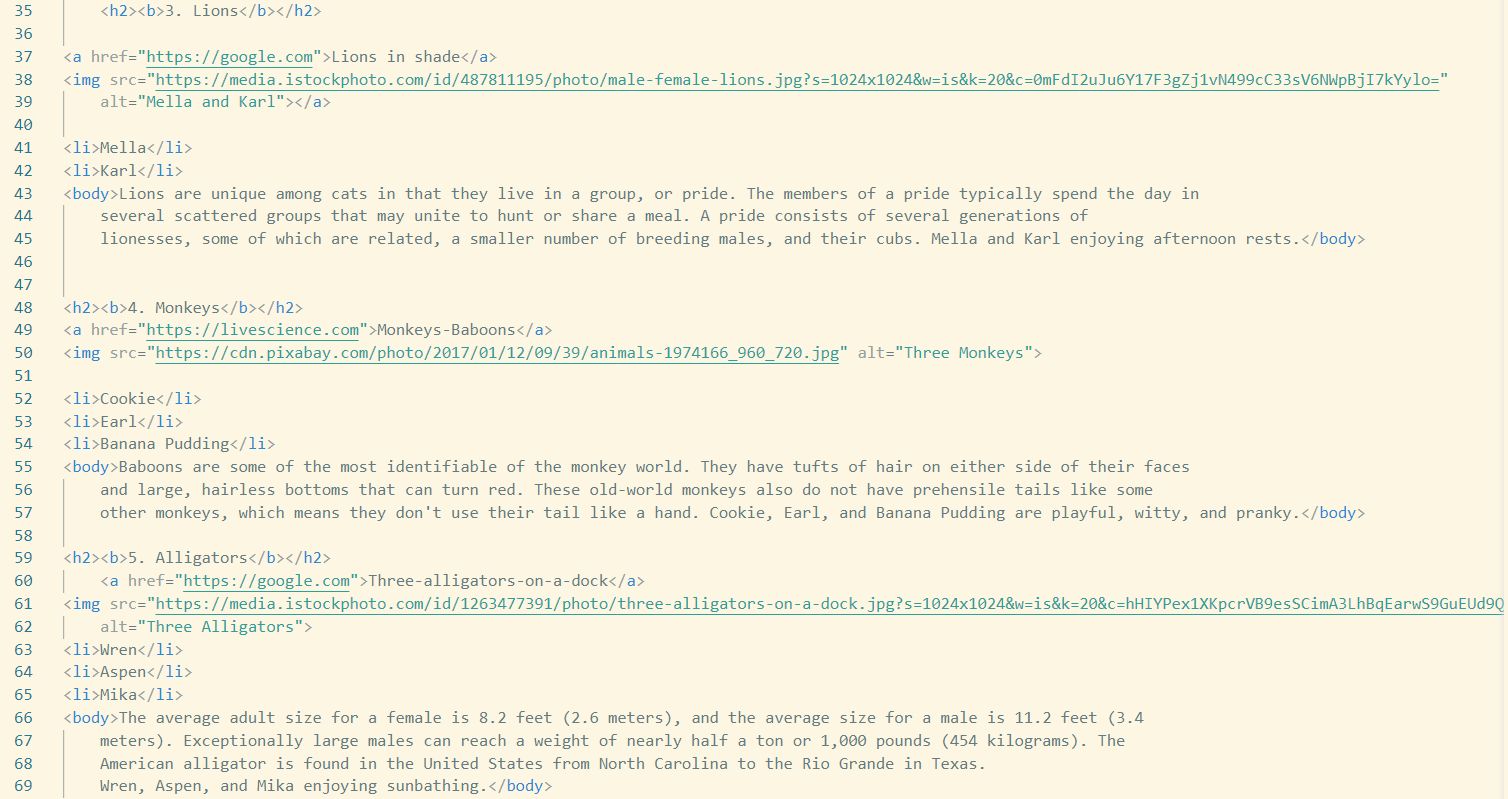 35 <h2><b>3. Lions</b></h2>
36
37 <a href="https://google.com">Lions in shade</a>
38 <img src="https://media.istockphoto.com/id/487811195/photo/male-female-lions.jpg?s=1024x1024&w=is&k=20&c=0mFdI2uJu6Y17F3gZj1vN499cC33sV6NWpBjI7kYylo="
39 alt="Mella and Karl"></a>
40
41 <li>Mella</li>
42 <li>Karl</li>
43 <body>Lions are unique among cats in that they live in a group, or pride. The members of a pride typically spend the day in
44 several scattered groups that may unite to hunt or share a meal. A pride consists of several generations of
45 lionesses, some of which are related, a smaller number of breeding males, and their cubs. Mella and Karl enjoying afternoon rests.</body>
46
47
48 <h2><b>4. Monkeys</b></h2>
49 <a href="https://livescience.com">Monkeys-Baboons</a>
50 <img src="https://cdn.pixabay.com/photo/2017/01/12/09/39/animals-1974166_960_720.jpg" alt="Three Monkeys">
51
52 <li>Cookie</li>
53 <li>Earl</li>
54 <li>Banana Pudding</li>
55 <body>Baboons are some of the most identifiable of the monkey world. They have tufts of hair on either side of their faces
56 and large, hairless bottoms that can turn red. These old-world monkeys also do not have prehensile tails like some
57 other monkeys, which means they don't use their tail like a hand. Cookie, Earl, and Banana Pudding are playful, witty, and pranky.</body>
58
59 <h2><b>5. Alligators</b></h2>
60 <a href="https://google.com">Three-alligators-on-a-dock</a>
61 <img src="https://media.istockphoto.com/id/1263477391/photo/three-alligators-on-a-dock.jpg?s=1024x1024&w=is&k=20&c=hHIYPex1XKpcrVB9esSCimA3LhBqEarwS9GuEUd9Q
62 alt="Three Alligators">
63 <li>Wren</li>
64 <li>Aspen</li>
65 <li>Mika</li>
66 <body>The average adult size for a female is 8.2 feet (2.6 meters), and the average size for a male is 11.2 feet (3.4
67 meters). Exceptionally large males can reach a weight of nearly half a ton or 1,000 pounds (454 kilograms). The
68 American alligator is found in the United States from North Carolina to the Rio Grande in Texas.
69 Wren, Aspen, and Mika enjoying sunbathing.</body>